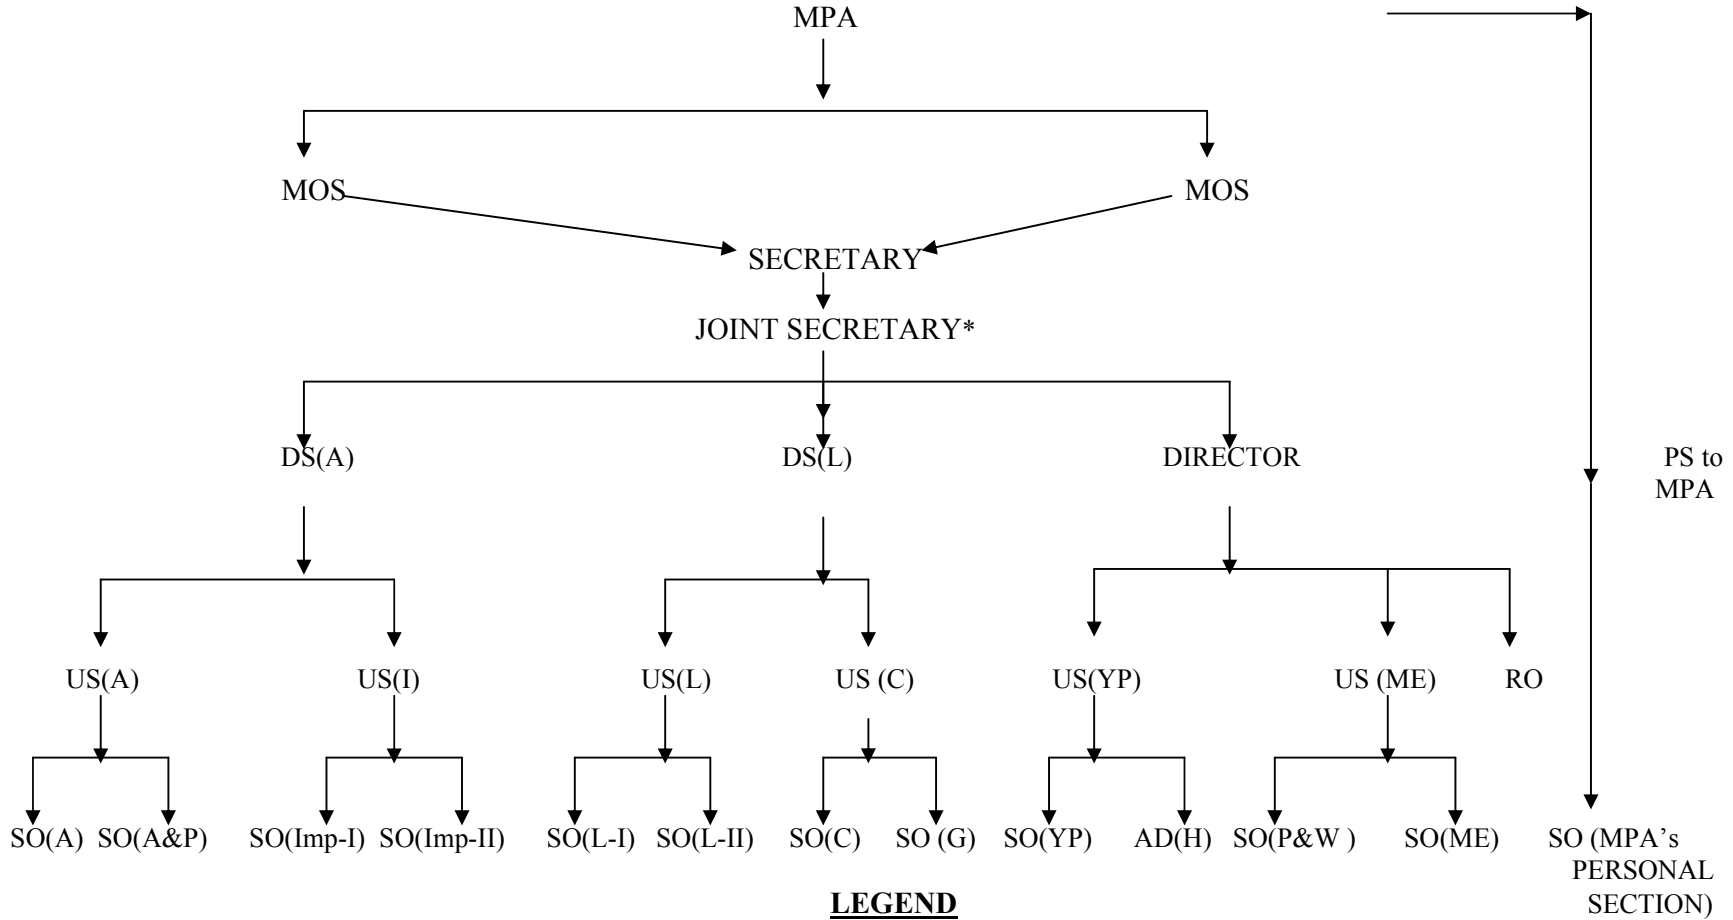 MPA
MOS MOS
SECRETARY
JOINT SECRETARY*
DS(A) DS(L) DIRECTOR PS to
MPA
US(A) US(I) US(L) US (C) US(YP) US (ME) RO
SO(A) SO(A&P) SO(Imp-I) SO(Imp-II) SO(L-I) SO(L-II) SO(C) SO (G) SO(YP) AD(H) SO(P&W ) SO(ME) SO (MPA’s
PERSONAL
SECTION)
LEGEND